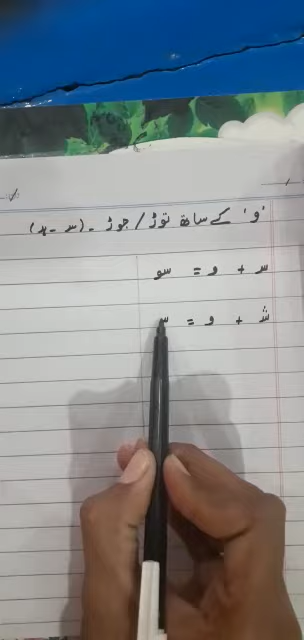 'و' کے ساتھ توڑ / جوڑ ۔ (س - ی)
س + و = سو
ش + و = س